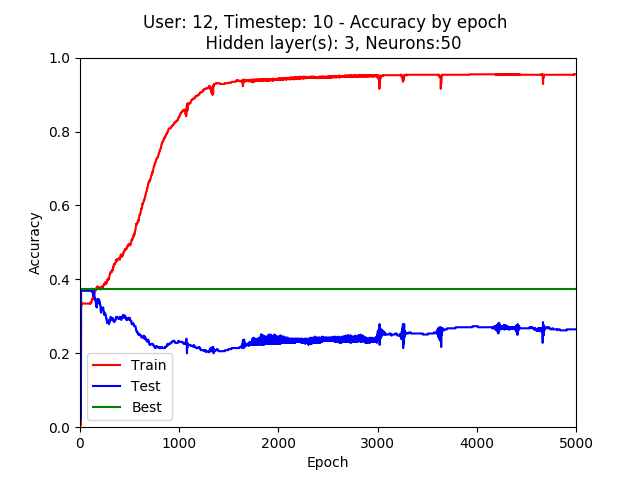 User: 12, Timestep: 10 - Accuracy by epoch
Hidden layer(s): 3, Neurons:50
1.0
0.8
0.6
0.4
0.2
0.0
Accuracy
Train
Test
Best
0 1000 2000 3000 4000 5000
Epoch